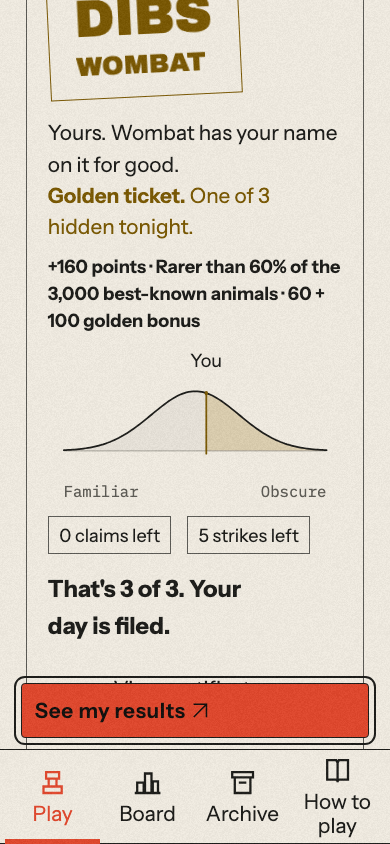 DIBS
WOMBAT
Yours. Wombat has your name
on it for good.
Golden ticket. One of 3
hidden tonight.
+160 points · Rarer than 60% of the
3,000 best-known animals · 60 +
100 golden bonus
You
Familiar
Obscure
0 claims left
5 strikes left
That's 3 of 3. Your
day is filed.
See my results ↗
Play
Board
Archive
How to
play